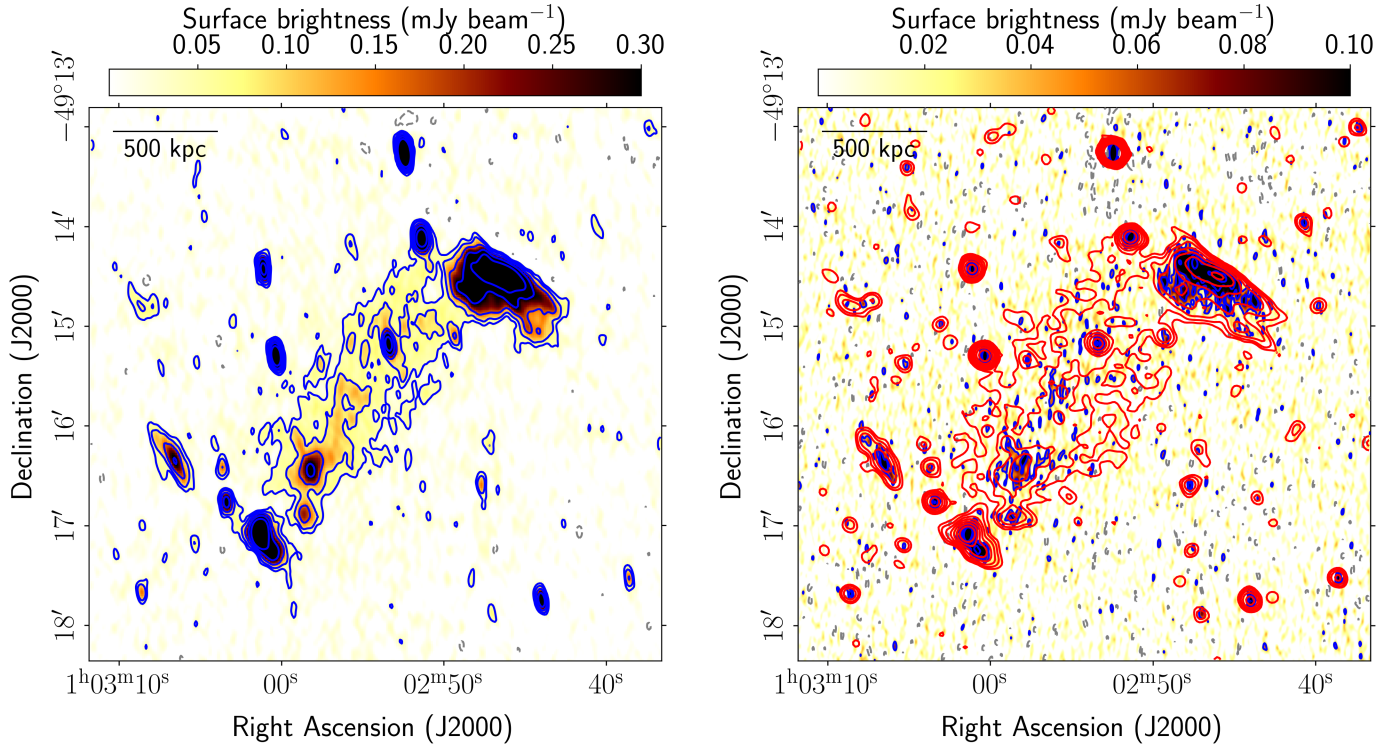 Surface brightness (mJy beam⁻¹)
0.05 0.10 0.15 0.20 0.25 0.30
500 kpc
−49°13′
14′
15′
16′
17′
18′
Declination (J2000)
1ʰ03ᵐ10ˢ 00ˢ 02ᵐ50ˢ 40ˢ
Right Ascension (J2000)
Surface brightness (mJy beam⁻¹)
0.02 0.04 0.06 0.08 0.10
500 kpc
−49°13′
14′
15′
16′
17′
18′
Declination (J2000)
1ʰ03ᵐ10ˢ 00ˢ 02ᵐ50ˢ 40ˢ
Right Ascension (J2000)